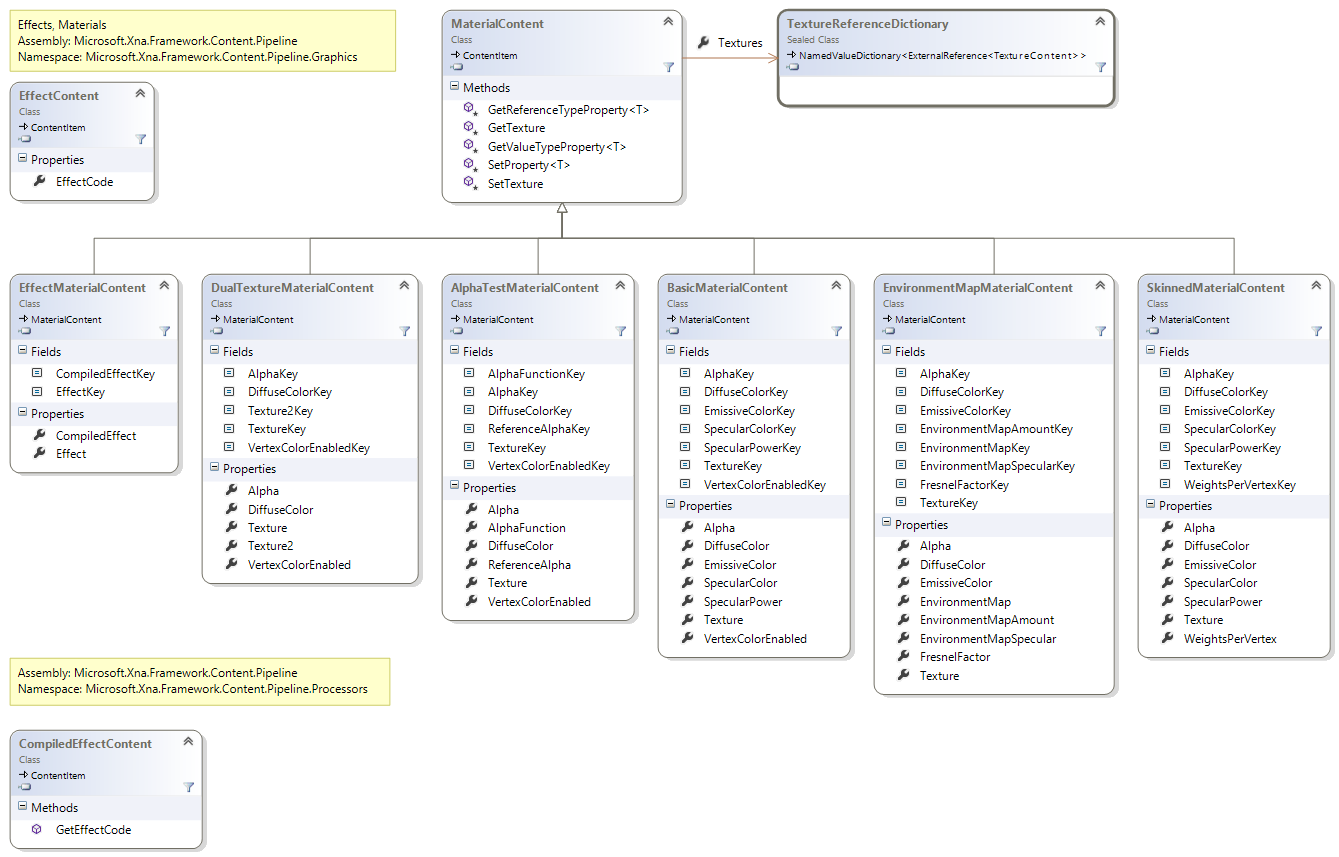 Effects, Materials
Assembly: Microsoft.Xna.Framework.Content.Pipeline
Namespace: Microsoft.Xna.Framework.Content.Pipeline.Graphics
EffectContent
Class
ContentItem
Properties
EffectCode
MaterialContent
Class
ContentItem
Methods
GetReferenceTypeProperty<T>
GetTexture
GetValueTypeProperty<T>
SetProperty<T>
SetTexture
Textures
TextureReferenceDictionary
Sealed Class
NamedValueDictionary<ExternalReference<TextureContent>>
EffectMaterialContent
Class
MaterialContent
Fields
CompiledEffectKey
EffectKey
Properties
CompiledEffect
Effect
DualTextureMaterialContent
Class
MaterialContent
Fields
AlphaKey
DiffuseColorKey
Texture2Key
TextureKey
VertexColorEnabledKey
Properties
Alpha
DiffuseColor
Texture
Texture2
VertexColorEnabled
AlphaTestMaterialContent
Class
MaterialContent
Fields
AlphaFunctionKey
AlphaKey
DiffuseColorKey
ReferenceAlphaKey
TextureKey
VertexColorEnabledKey
Properties
Alpha
AlphaFunction
DiffuseColor
ReferenceAlpha
Texture
VertexColorEnabled
BasicMaterialContent
Class
MaterialContent
Fields
AlphaKey
DiffuseColorKey
EmissiveColorKey
SpecularColorKey
SpecularPowerKey
TextureKey
VertexColorEnabledKey
Properties
Alpha
DiffuseColor
EmissiveColor
SpecularColor
SpecularPower
Texture
VertexColorEnabled
EnvironmentMapMaterialContent
Class
MaterialContent
Fields
AlphaKey
DiffuseColorKey
EmissiveColorKey
EnvironmentMapAmountKey
EnvironmentMapKey
EnvironmentMapSpecularKey
FresnelFactorKey
TextureKey
Properties
Alpha
DiffuseColor
EmissiveColor
EnvironmentMap
EnvironmentMapAmount
EnvironmentMapSpecular
FresnelFactor
Texture
SkinnedMaterialContent
Class
MaterialContent
Fields
AlphaKey
DiffuseColorKey
EmissiveColorKey
SpecularColorKey
SpecularPowerKey
TextureKey
WeightsPerVertexKey
Properties
Alpha
DiffuseColor
EmissiveColor
SpecularColor
SpecularPower
Texture
WeightsPerVertex
Assembly: Microsoft.Xna.Framework.Content.Pipeline
Namespace: Microsoft.Xna.Framework.Content.Pipeline.Processors
CompiledEffectContent
Class
ContentItem
Methods
GetEffectCode